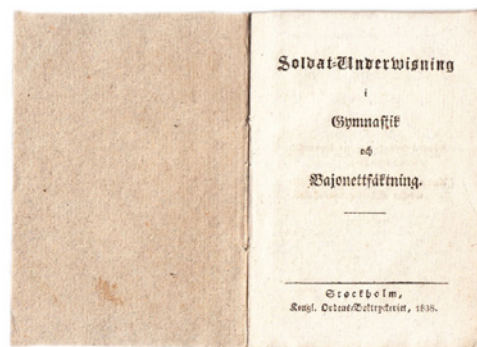 Soldat-Underwisning
i
Gymnastik
och
Bajonettfäktning.
Stockholm,
Kongl. Ordens-Boktryckeriet, 1838.